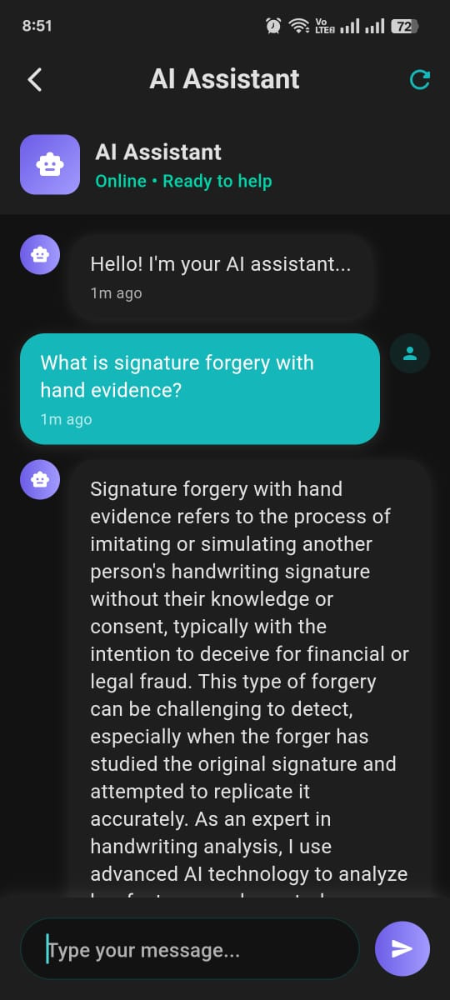 8:51
Vo
LTE2
72
AI Assistant
AI Assistant
Online • Ready to help
Hello! I'm your AI assistant...
1m ago
What is signature forgery with
hand evidence?
1m ago
Signature forgery with hand
evidence refers to the process of
imitating or simulating another
person's handwriting signature
without their knowledge or
consent, typically with the
intention to deceive for financial or
legal fraud. This type of forgery
can be challenging to detect,
especially when the forger has
studied the original signature and
attempted to replicate it
accurately. As an expert in
handwriting analysis, I use
advanced AI technology to analyze
Type your message...